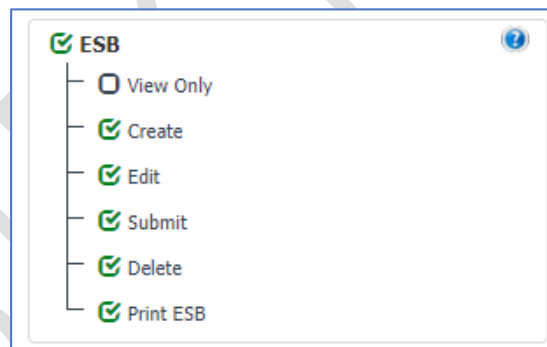 ESB
View Only
Create
Edit
Submit
Delete
Print ESB